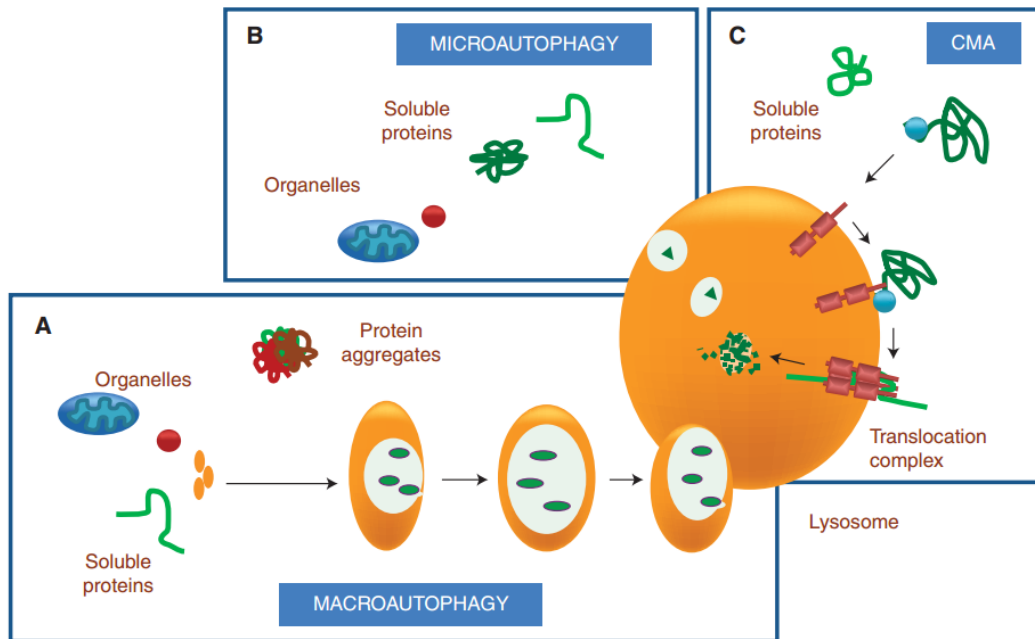 B
MICROAUTOPHAGY
Soluble
proteins
Organelles
C
CMA
Soluble
proteins
Translocation
complex
A
Protein
aggregates
Organelles
Soluble
proteins
MACROAUTOPHAGY
Lysosome